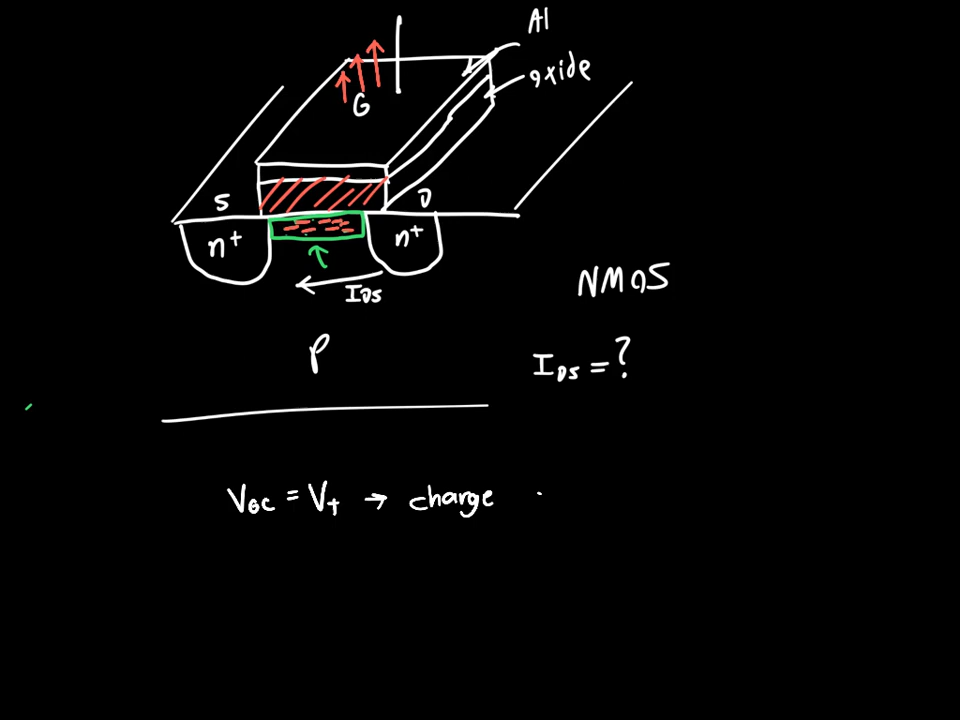 Al
oxide
G
S
D
n+
n+
IDS
NMOS
P
IDS = ?
VGC = Vt → charge